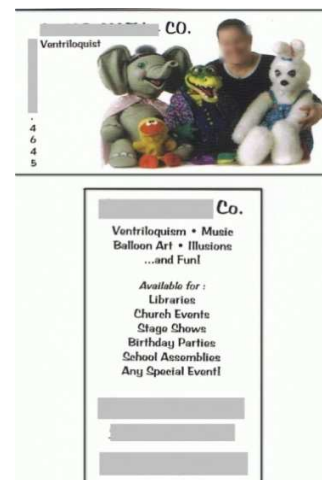 CO.
Ventriloquist
.
4
6
4
5
Co.
Ventriloquism • Music
Balloon Art • Illusions
...and Fun!
Available for :
Libraries
Church Events
Stage Shows
Birthday Parties
School Assemblies
Any Special Event!